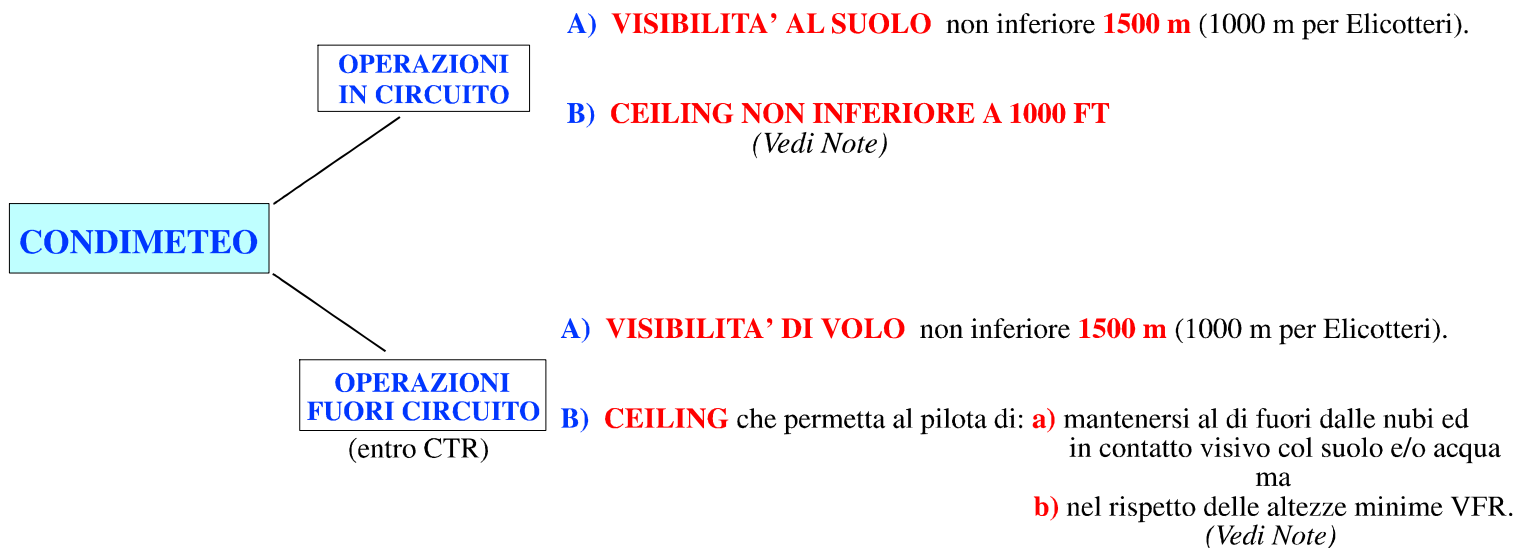 A) VISIBILITA’ AL SUOLO non inferiore 1500 m (1000 m per Elicotteri).
OPERAZIONI
IN CIRCUITO
B) CEILING NON INFERIORE A 1000 FT
(Vedi Note)
CONDIMETEO
A) VISIBILITA’ DI VOLO non inferiore 1500 m (1000 m per Elicotteri).
OPERAZIONI
FUORI CIRCUITO
(entro CTR)
B) CEILING che permetta al pilota di: a) mantenersi al di fuori dalle nubi ed
in contatto visivo col suolo e/o acqua
ma
b) nel rispetto delle altezze minime VFR.
(Vedi Note)